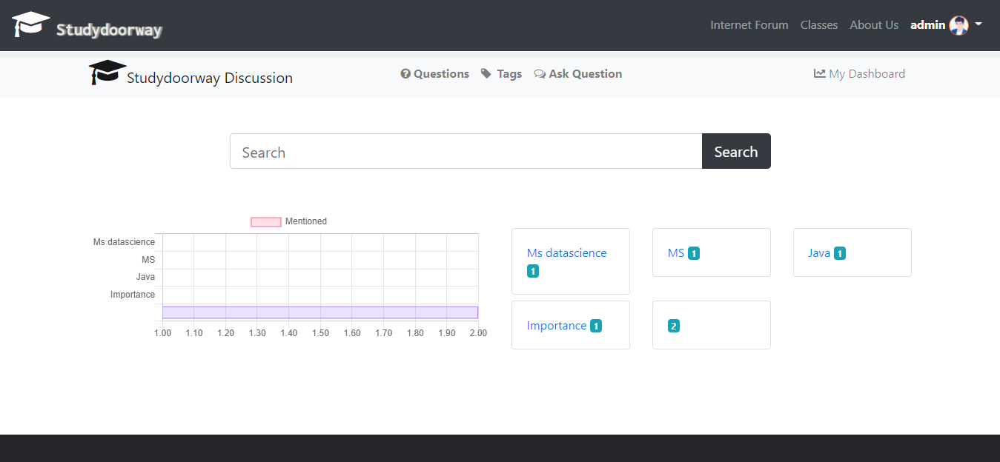 Studydoorway
Internet Forum Classes About Us admin
Studydoorway Discussion
Questions Tags Ask Question
My Dashboard
Search Search
Mentioned
Ms datascience
MS
Java
Importance
1.00 1.10 1.20 1.30 1.40 1.50 1.60 1.70 1.80 1.90 2.00
Ms datascience
1
MS 1
Java 1
Importance 1
2